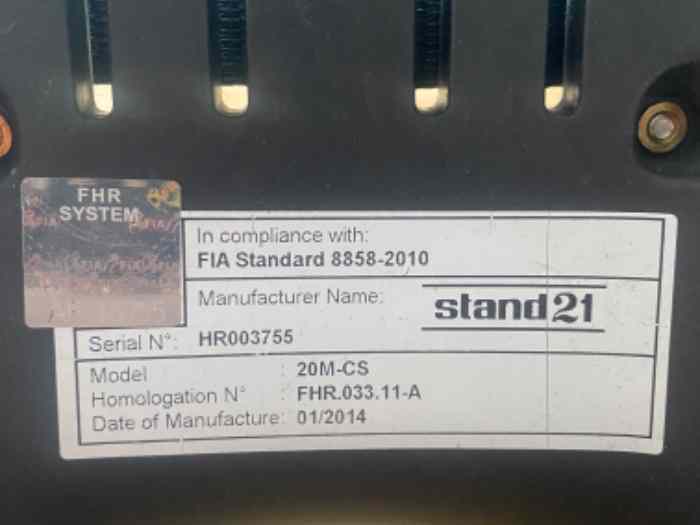 FHR
SYSTEM
In compliance with:
FIA Standard 8858-2010
Manufacturer Name: stand21
Serial N°: HR003755
Model : 20M-CS
Homologation N° : FHR.033.11-A
Date of Manufacture: 01/2014